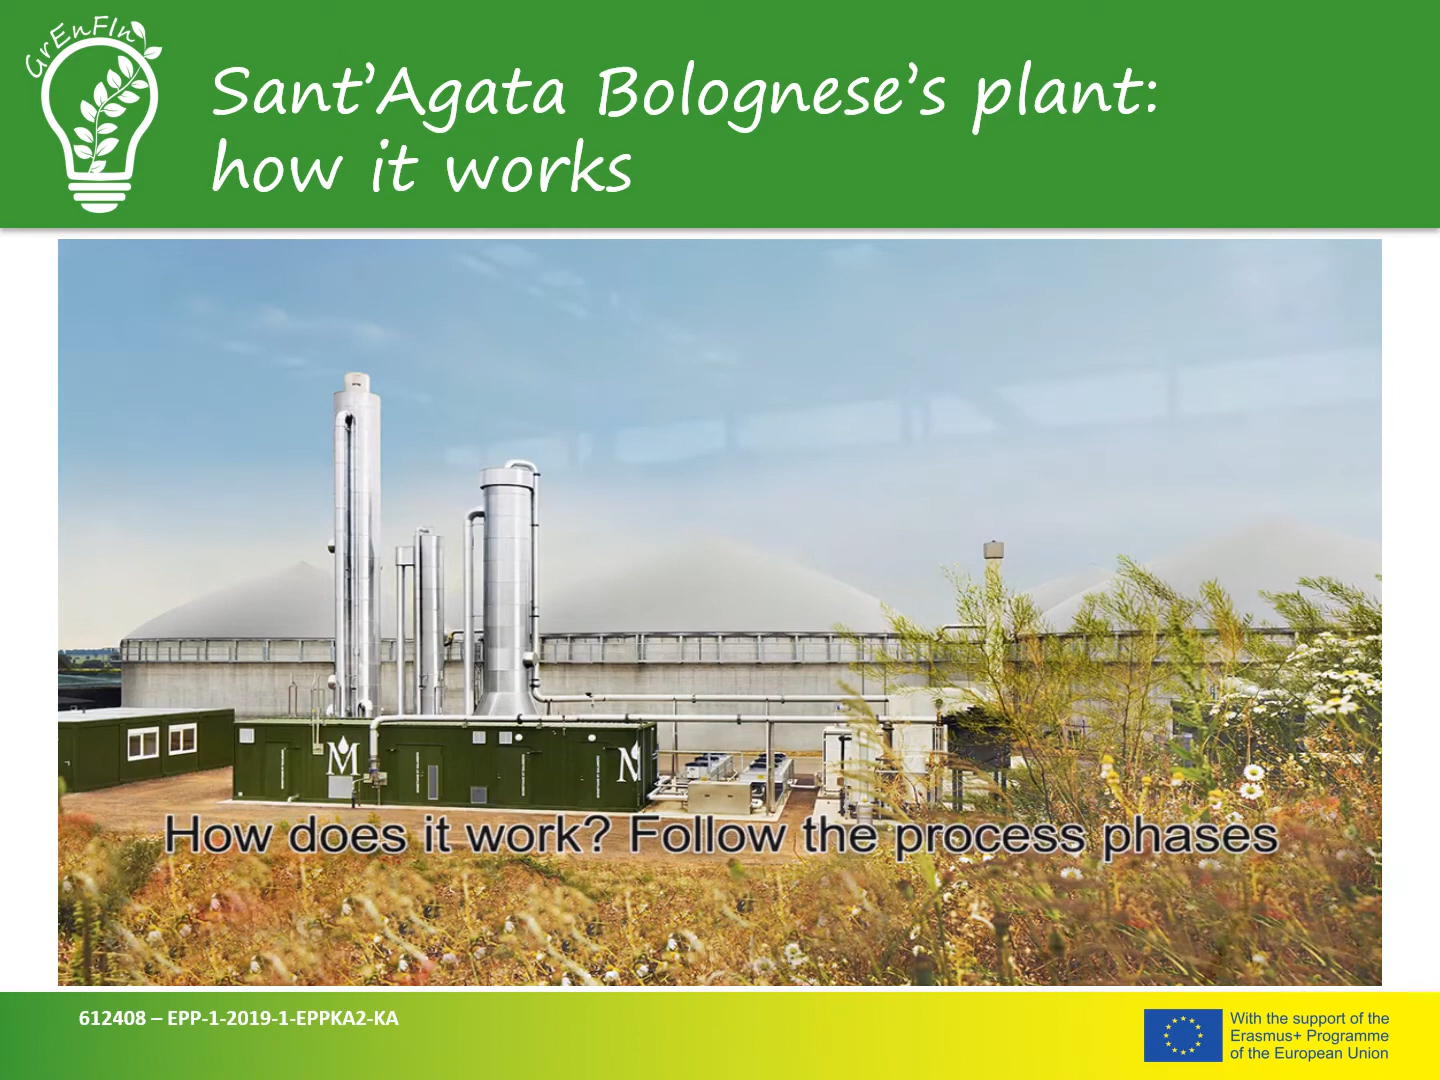 GrEnFIn
Sant’Agata Bolognese’s plant:
how it works
M
How does it work? Follow the process phases
612408 – EPP-1-2019-1-EPPKA2-KA
With the support of the
Erasmus+ Programme
of the European Union